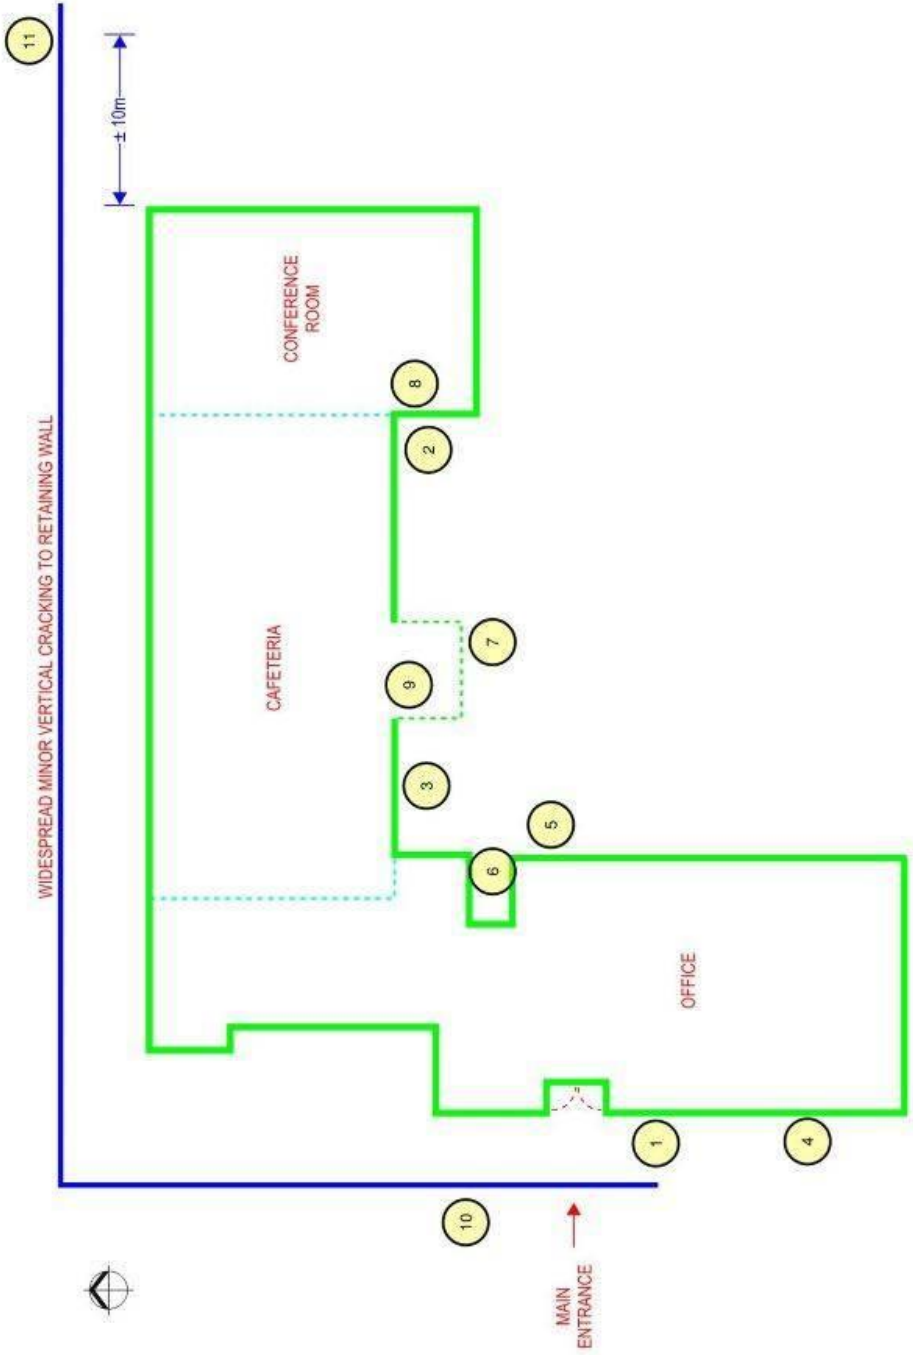 WIDESPREAD MINOR VERTICAL CRACKING TO RETAINING WALL
11
± 10m
CONFERENCE
ROOM
8
2
CAFETERIA
7
9
3
5
6
OFFICE
1
4
10
MAIN
ENTRANCE